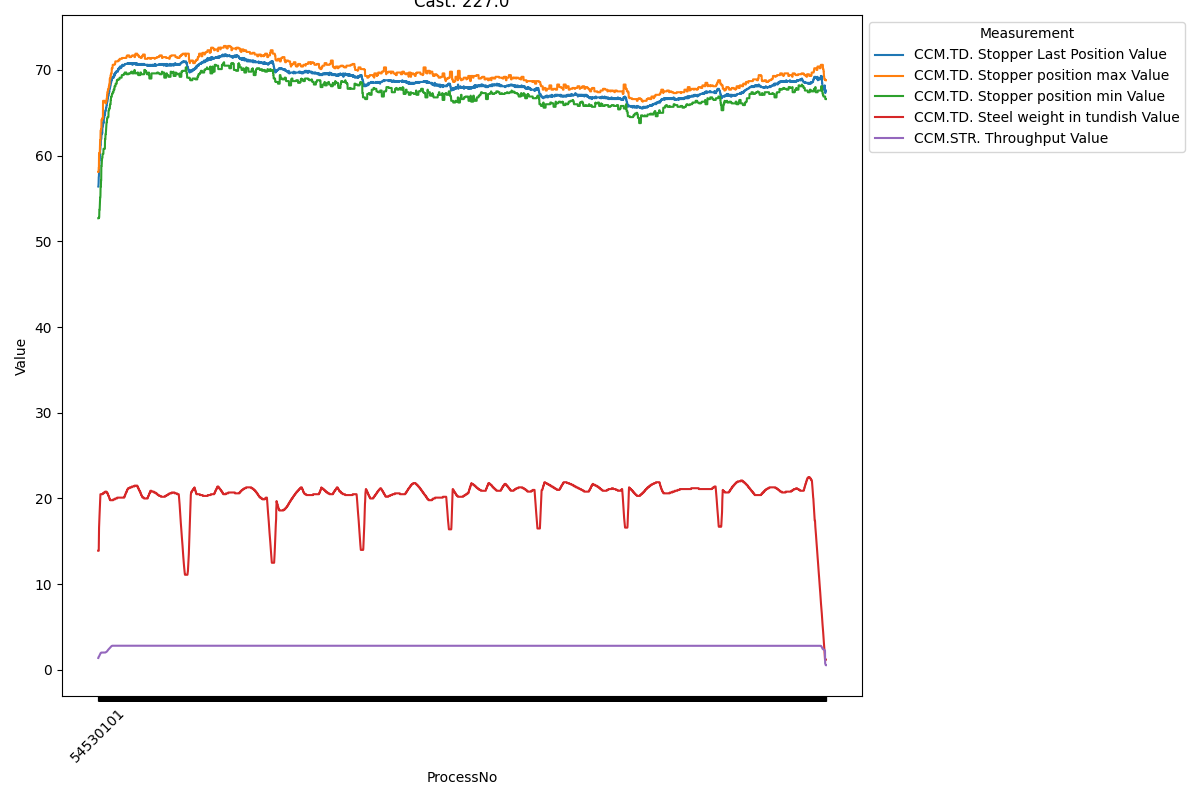 Cast: 227.0
Measurement
CCM.TD. Stopper Last Position Value
CCM.TD. Stopper position max Value
CCM.TD. Stopper position min Value
CCM.TD. Steel weight in tundish Value
CCM.STR. Throughput Value
Value
70
60
50
40
30
20
10
0
54530101
ProcessNo